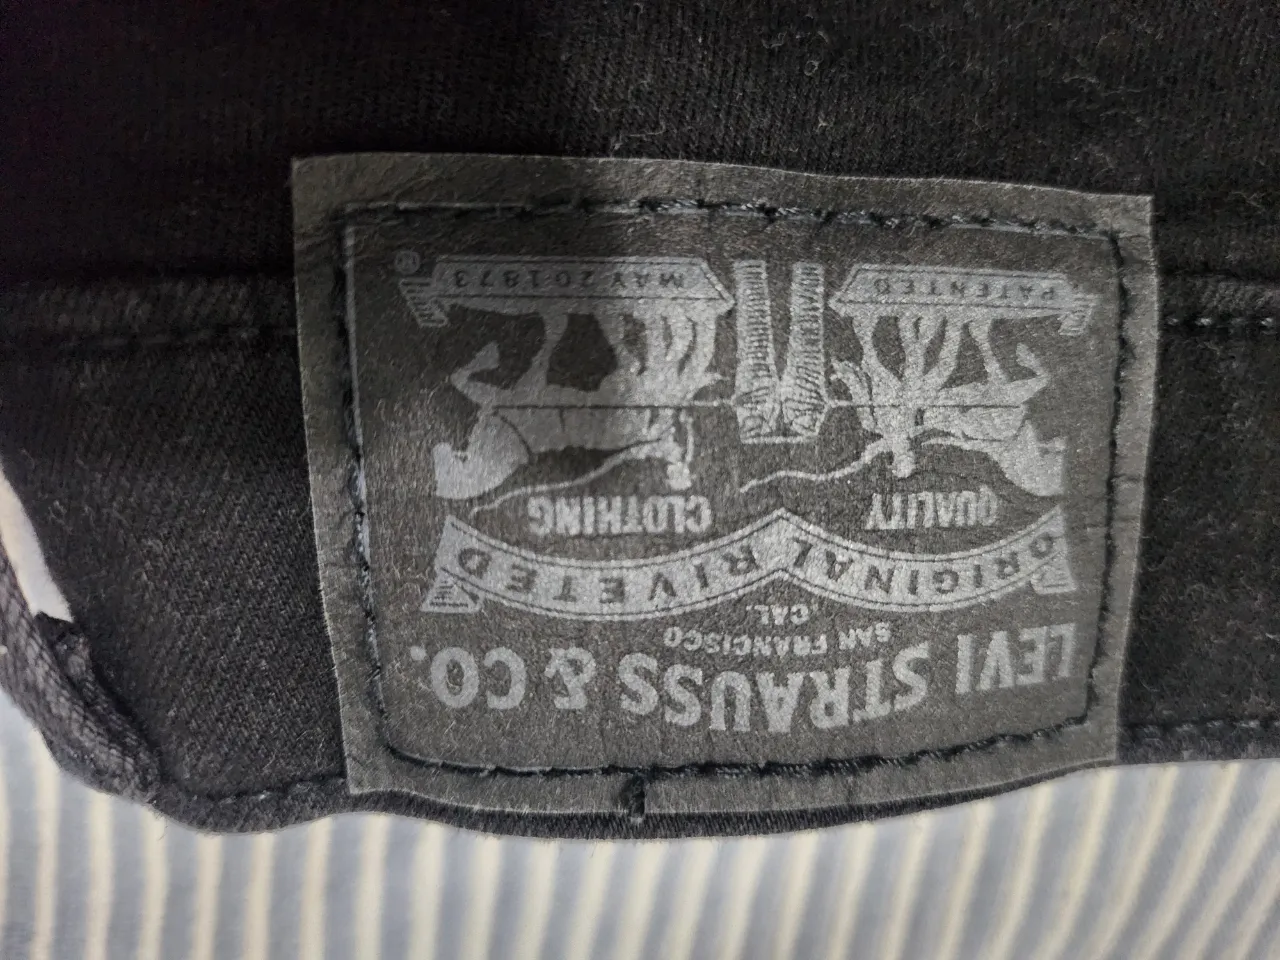 LEVI STRAUSS & CO.
SAN FRANCISCO
CAL.
ORIGINAL RIVETED
QUALITY CLOTHING
PATENTED MAY 20 1873